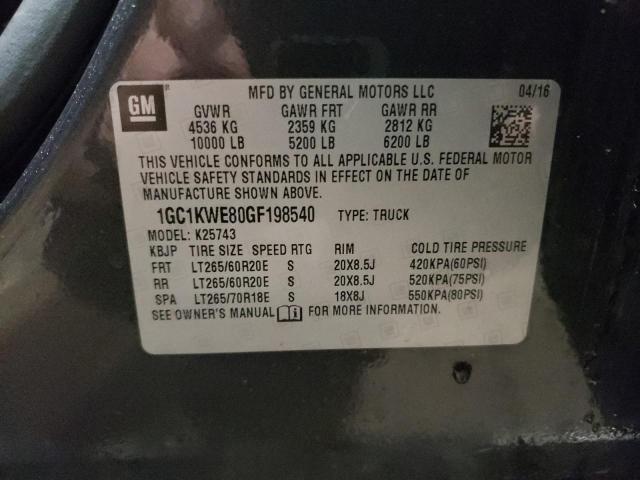 GM
MFD BY GENERAL MOTORS LLC 04/16
GVWR GAWR FRT GAWR RR
4536 KG 2359 KG 2812 KG
10000 LB 5200 LB 6200 LB
THIS VEHICLE CONFORMS TO ALL APPLICABLE U.S. FEDERAL MOTOR
VEHICLE SAFETY STANDARDS IN EFFECT ON THE DATE OF
MANUFACTURE SHOWN ABOVE.
1GC1KWE80GF198540 TYPE: TRUCK
MODEL: K25743
KBJP TIRE SIZE SPEED RTG RIM COLD TIRE PRESSURE
FRT LT265/60R20E S 20X8.5J 420KPA(60PSI)
RR LT265/60R20E S 20X8.5J 520KPA(75PSI)
SPA LT265/70R18E S 18X8J 550KPA(80PSI)
SEE OWNER'S MANUAL FOR MORE INFORMATION.